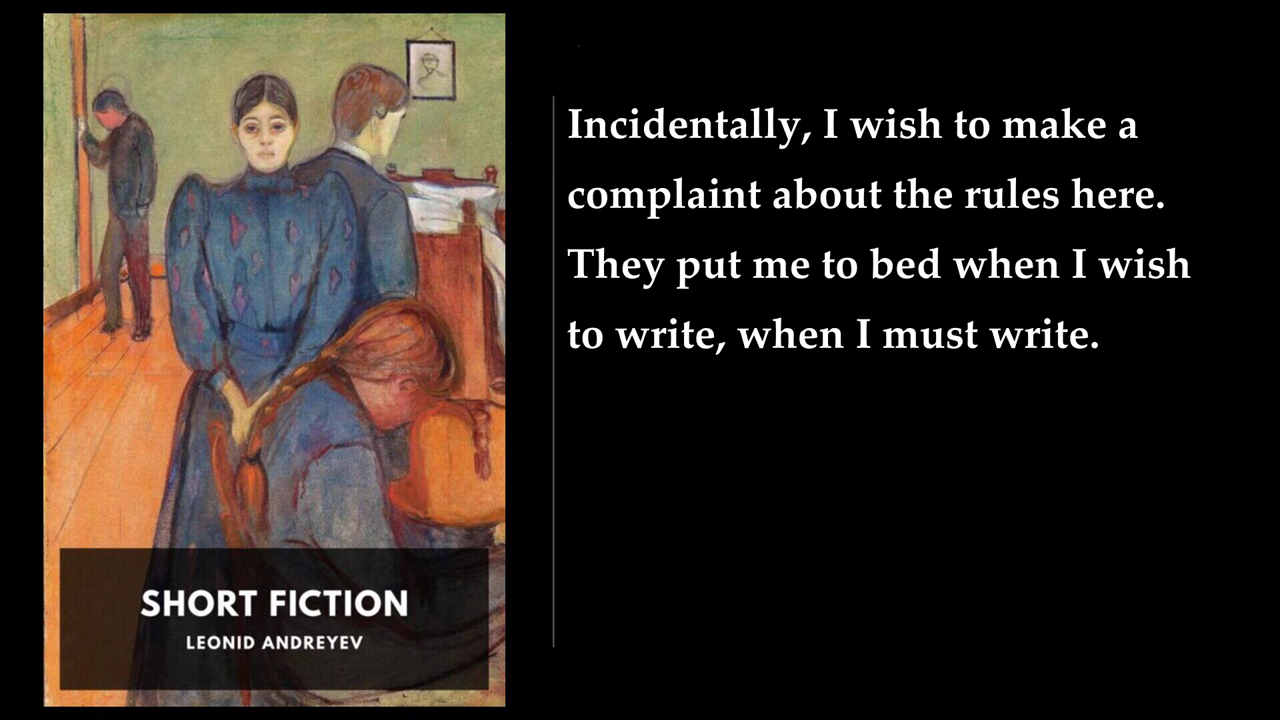 Incidentally, I wish to make a
complaint about the rules here.
They put me to bed when I wish
to write, when I must write.
SHORT FICTION
LEONID ANDREYEV